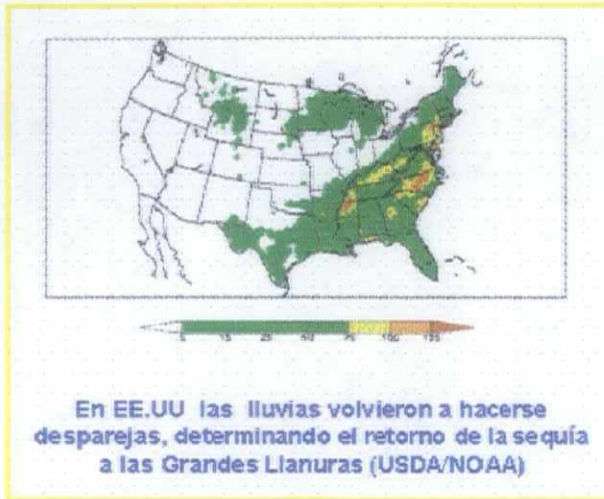 En EE.UU las lluvias volvieron a hacerse
desparejas, determinando el retorno de la sequía
a las Grandes Llanuras (USDA/NOAA)